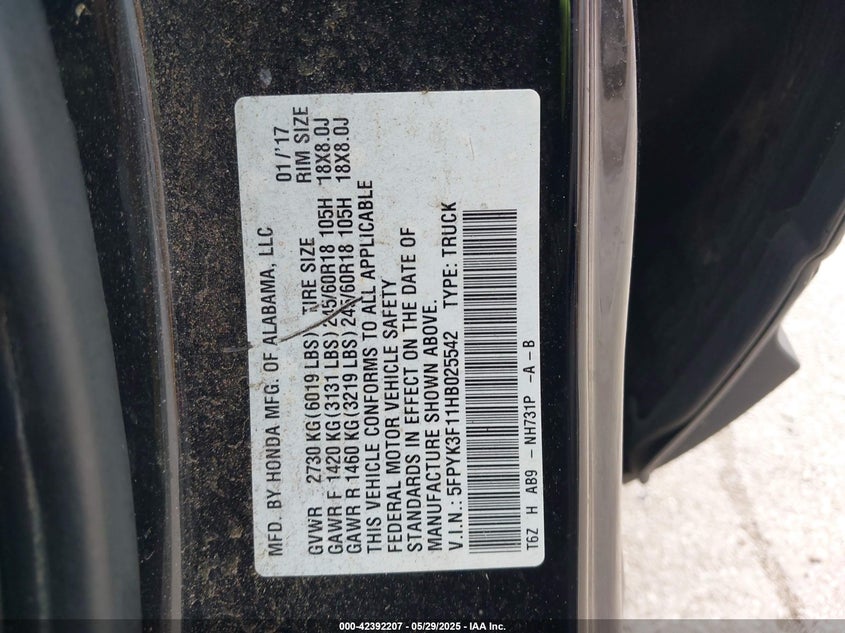 MFD. BY HONDA MFG. OF ALABAMA, LLC 01/'17
GVWR 2730 KG (6019 LBS) TIRE SIZE RIM SIZE
GAWR F 1420 KG (3131 LBS) 245/60R18 105H 18X8.0J
GAWR R 1460 KG (3219 LBS) 245/60R18 105H 18X8.0J
THIS VEHICLE CONFORMS TO ALL APPLICABLE
FEDERAL MOTOR VEHICLE SAFETY
STANDARDS IN EFFECT ON THE DATE OF
MANUFACTURE SHOWN ABOVE.
V.I.N.: 5FPYK3F11HB025542 TYPE: TRUCK
T6Z H AB9 - NH731P -A-B
000-42392207 - 05/29/2025 - IAA Inc.